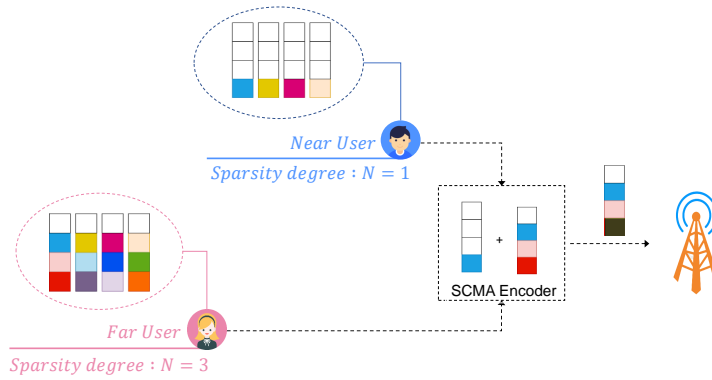 Near User
Sparsity degree : N = 1
+
SCMA Encoder
Far User
Sparsity degree : N = 3